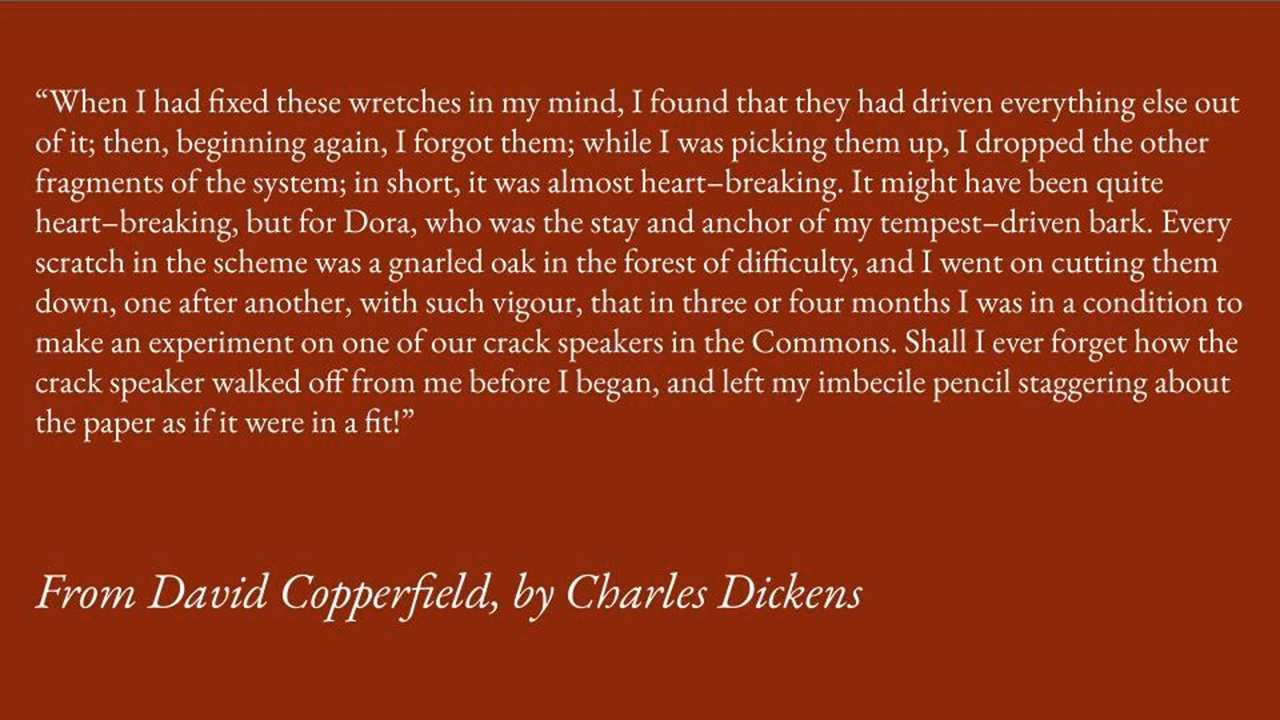 “When I had fixed these wretches in my mind, I found that they had driven everything else out
of it; then, beginning again, I forgot them; while I was picking them up, I dropped the other
fragments of the system; in short, it was almost heart–breaking. It might have been quite
heart–breaking, but for Dora, who was the stay and anchor of my tempest–driven bark. Every
scratch in the scheme was a gnarled oak in the forest of difficulty, and I went on cutting them
down, one after another, with such vigour, that in three or four months I was in a condition to
make an experiment on one of our crack speakers in the Commons. Shall I ever forget how the
crack speaker walked off from me before I began, and left my imbecile pencil staggering about
the paper as if it were in a fit!”
From David Copperfield, by Charles Dickens